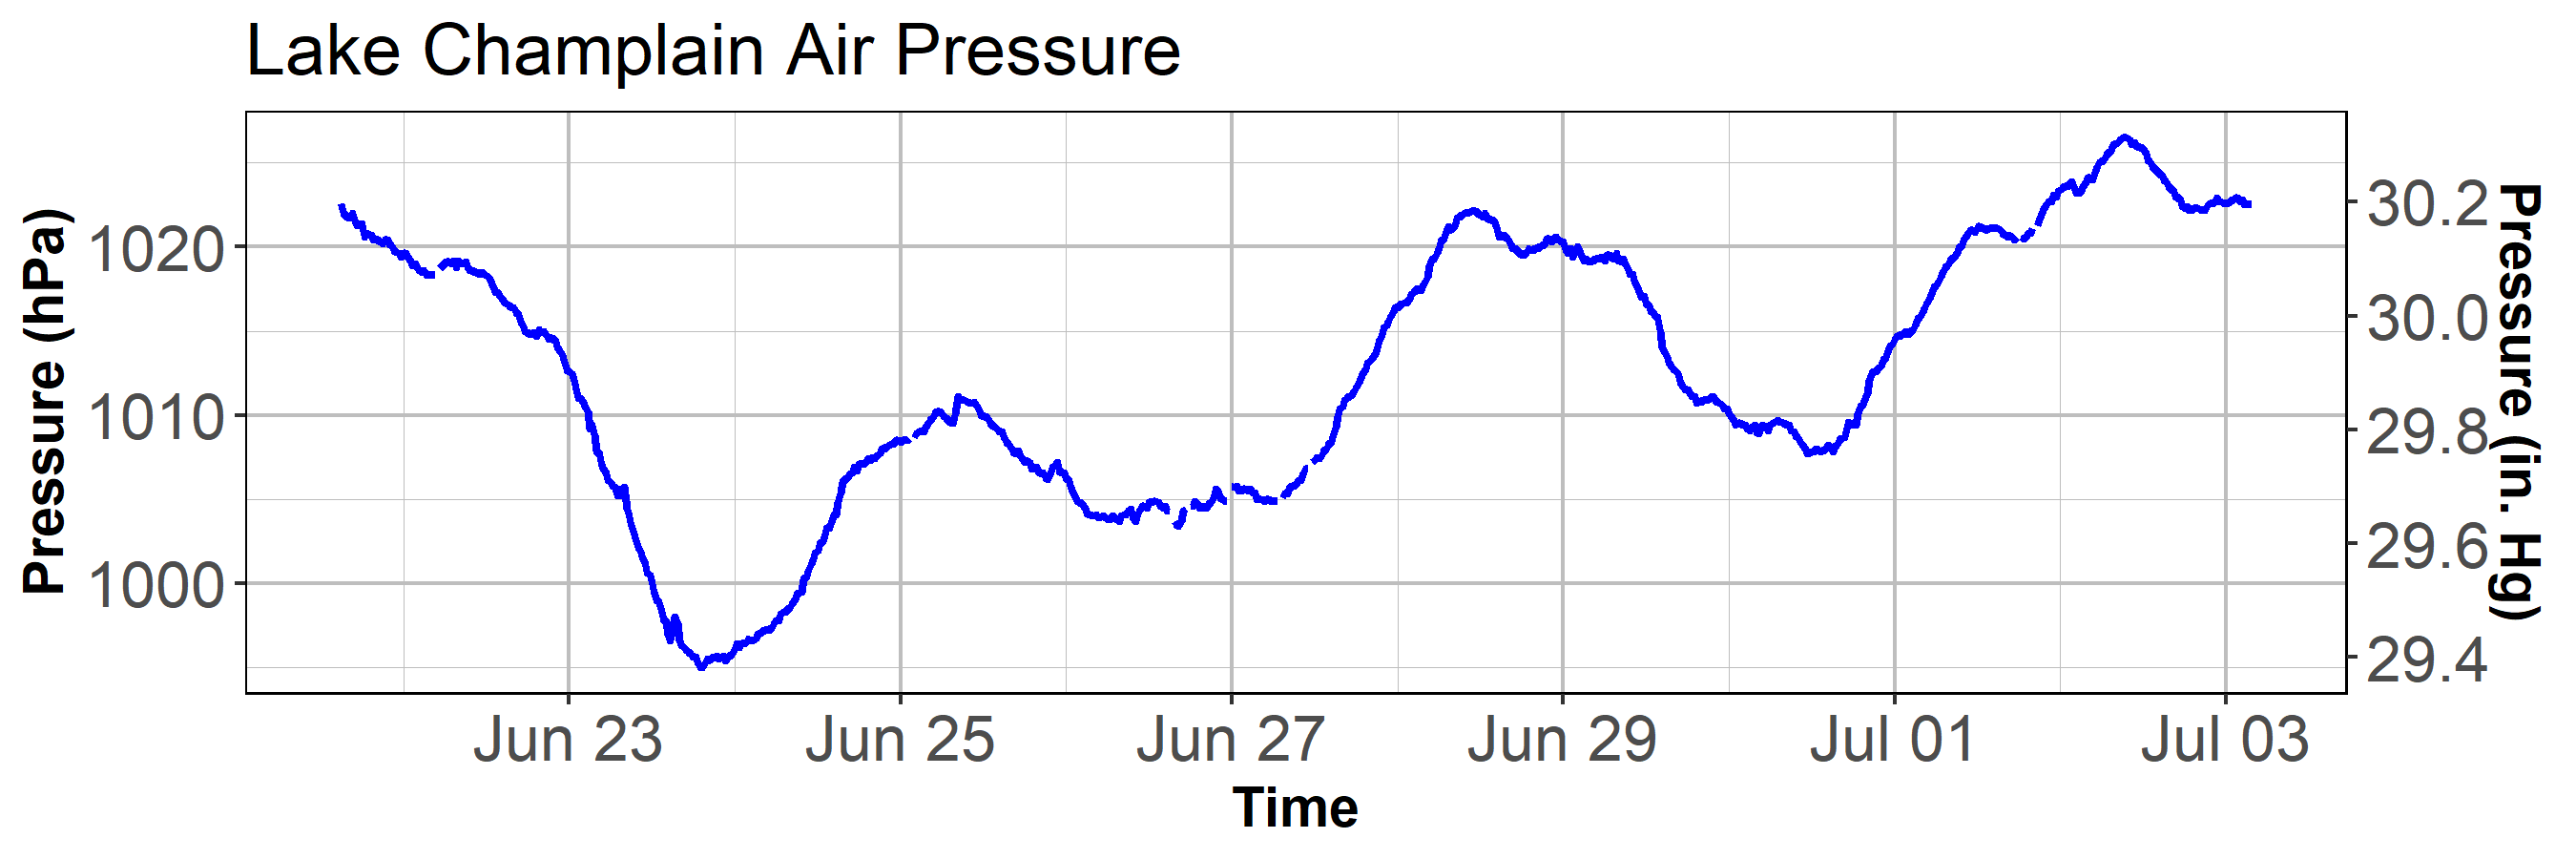 Lake Champlain Air Pressure
Pressure (hPa)
1020
1010
1000
30.2
30.0
29.8
29.6
29.4
Pressure (in. Hg)
Jun 23
Jun 25
Jun 27
Jun 29
Jul 01
Jul 03
Time